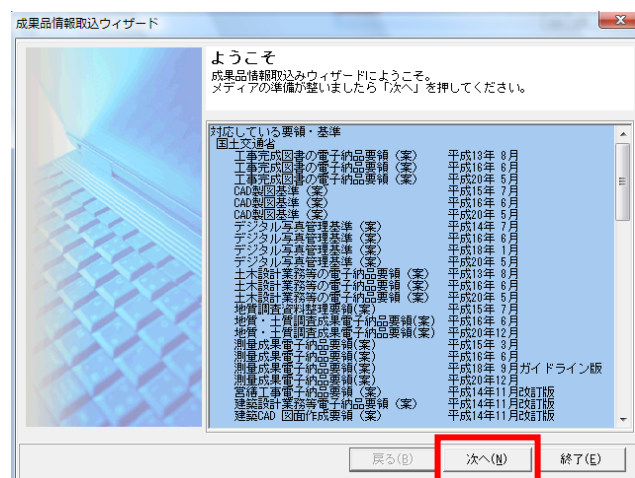 成果品情報取込ウィザード
ようこそ
成果品情報取込みウィザードにようこそ。
メディアの準備が整いましたら「次へ」を押してください。
対応している要領・基準
国土交通省
工事完成図書の電子納品要領（案） 平成13年 8月
工事完成図書の電子納品要領（案） 平成16年 6月
工事完成図書の電子納品要領（案） 平成20年 5月
CAD製図基準（案） 平成15年 7月
CAD製図基準（案） 平成16年 6月
CAD製図基準（案） 平成20年 5月
デジタル写真管理基準（案） 平成14年 7月
デジタル写真管理基準（案） 平成16年 6月
デジタル写真管理基準（案） 平成18年 1月
デジタル写真管理基準（案） 平成20年 5月
土木設計業務等の電子納品要領（案） 平成13年 8月
土木設計業務等の電子納品要領（案） 平成16年 6月
土木設計業務等の電子納品要領（案） 平成20年 5月
地質調査資料整理要領(案) 平成15年 7月
地質・土質調査成果電子納品要領(案) 平成16年 6月
地質・土質調査成果電子納品要領(案) 平成20年12月
測量成果電子納品要領(案) 平成15年 3月
測量成果電子納品要領(案) 平成16年 6月
測量成果電子納品要領(案) 平成18年 9月ガイドライン版
測量成果電子納品要領(案) 平成20年12月
営繕工事電子納品要領（案） 平成14年11月改訂版
建築設計業務等電子納品要領（案） 平成14年11月改訂版
建築CAD 図面作成要領（案） 平成14年11月改訂版
戻る(B) 次へ(N) 終了(E)